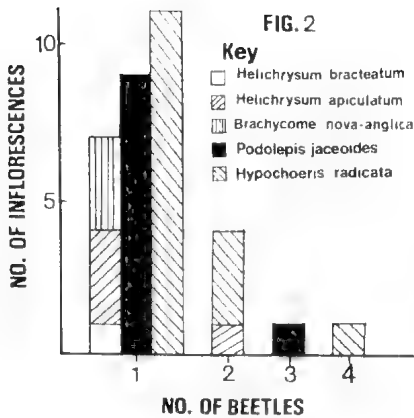 FIG. 2
Key
Helichrysum bracteatum
Helichrysum apiculatum
Brachycome nova-anglica
Podolepis jaceoides
Hypochoeris radicata
NO. OF INFLORESCENCES
10
5
1 2 3 4
NO. OF BEETLES